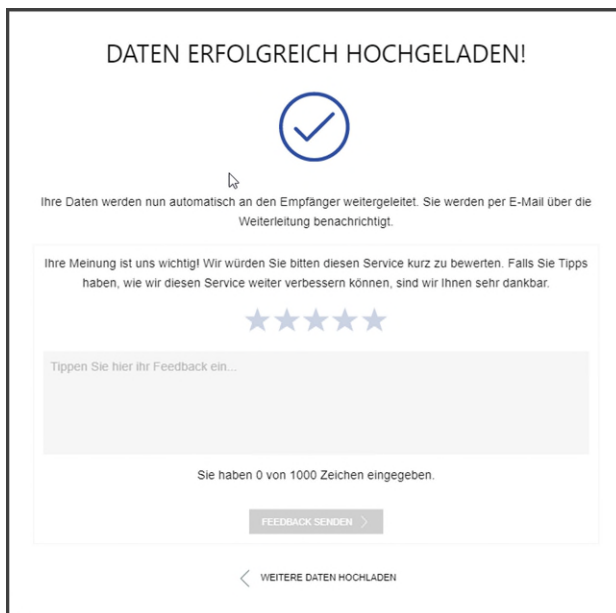 DATEN ERFOLGREICH HOCHGELADEN!
Ihre Daten werden nun automatisch an den Empfänger weitergeleitet. Sie werden per E-Mail über die
Weiterleitung benachrichtigt.
Ihre Meinung ist uns wichtig! Wir würden Sie bitten diesen Service kurz zu bewerten. Falls Sie Tipps
haben, wie wir diesen Service weiter verbessern können, sind wir Ihnen sehr dankbar.
Tippen Sie hier ihr Feedback ein...
Sie haben 0 von 1000 Zeichen eingegeben.
FEEDBACK SENDEN
WEITERE DATEN HOCHLADEN